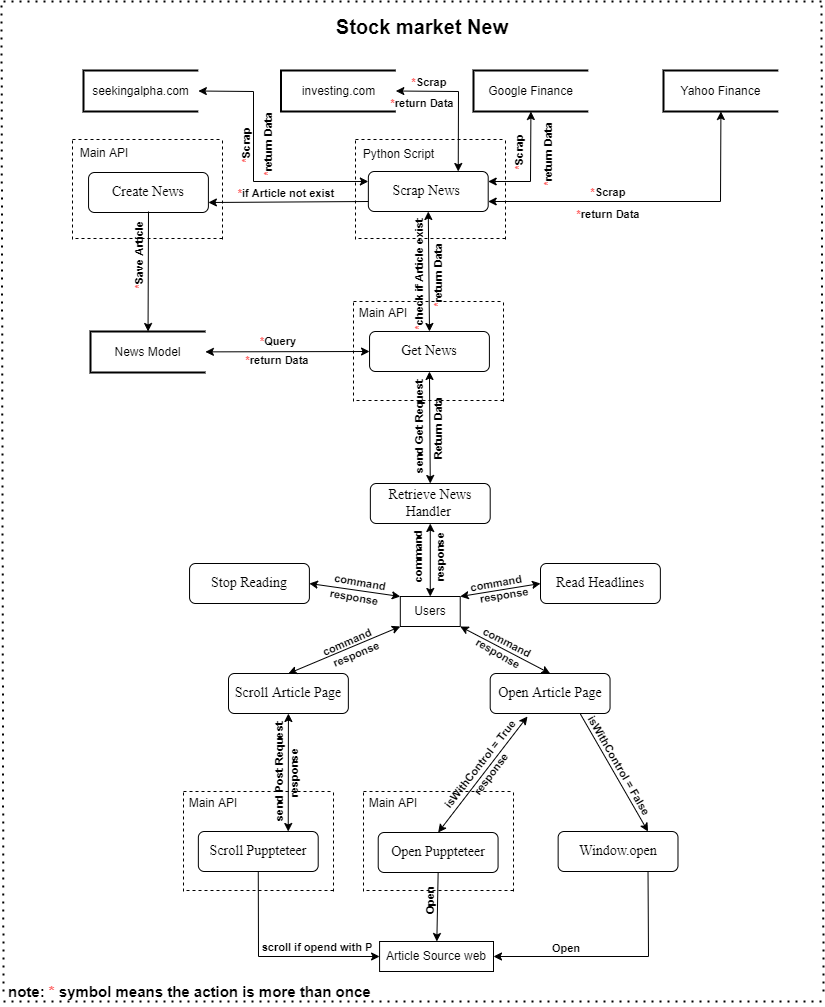 Stock market New
seekingalpha.com
investing.com
Google Finance
Yahoo Finance
*Scrap
*return Data
*Scrap
*return Data
*Scrap
*return Data
*Scrap
*return Data
Main API
Create News
Python Script
Scrap News
*if Article not exist
*Save Article
*check if Article exist
*return Data
Main API
Get News
News Model
*Query
*return Data
send Get Request
Return Data
Retrieve News
Handler
command
response
Stop Reading
command
response
Users
command
response
Read Headlines
command
response
command
response
Scroll Article Page
Open Article Page
send Post Request
response
isWithControl = True
response
isWithControl = False
Main API
Scroll Puppteteer
Main API
Open Puppteteer
Window.open
Open
scroll if opend with P
Article Source web
Open
note: * symbol means the action is more than once